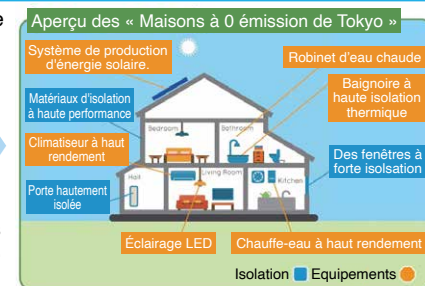 e
Aperçu des « Maisons à 0 émission de Tokyo »
Système de production
d'énergie solaire.
Robinet d'eau chaude
Baignoire à
haute isolation
thermique
Matériaux d'isolation
à haute performance
Bedroom
Bathroom
Climatiseur à haut
rendement
Des fenêtres à
forte isolsation
Hall
Living Room
Kitchen
Porte hautement
isolée
Éclairage LED
Chauffe-eau à haut rendement
Isolation
Equipements